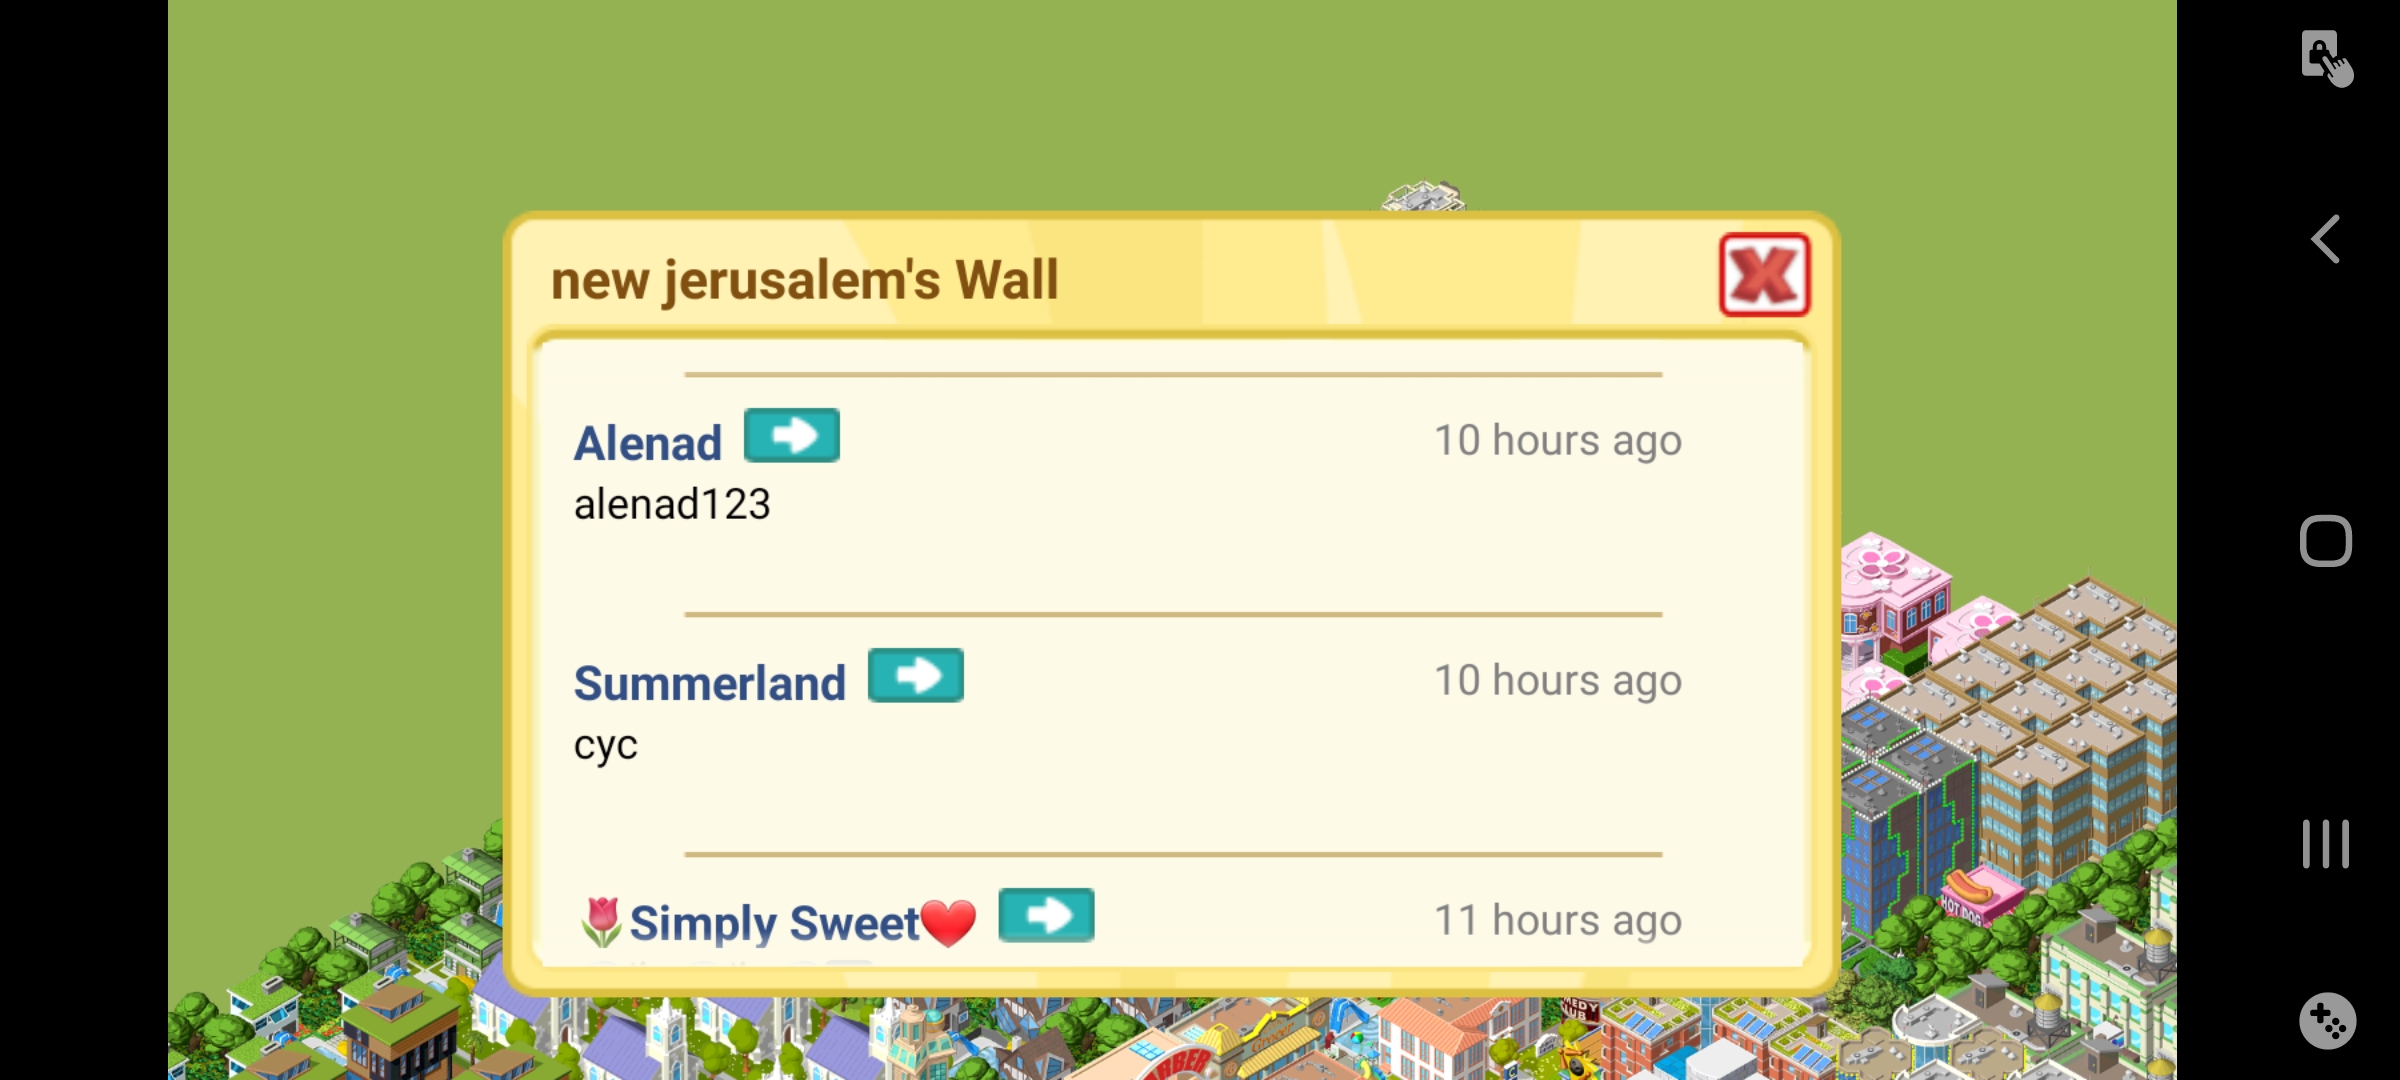 new jerusalem's Wall
Alenad
10 hours ago
alenad123
Summerland
10 hours ago
cyc
🌷Simply Sweet❤️
11 hours ago
HOT DOG